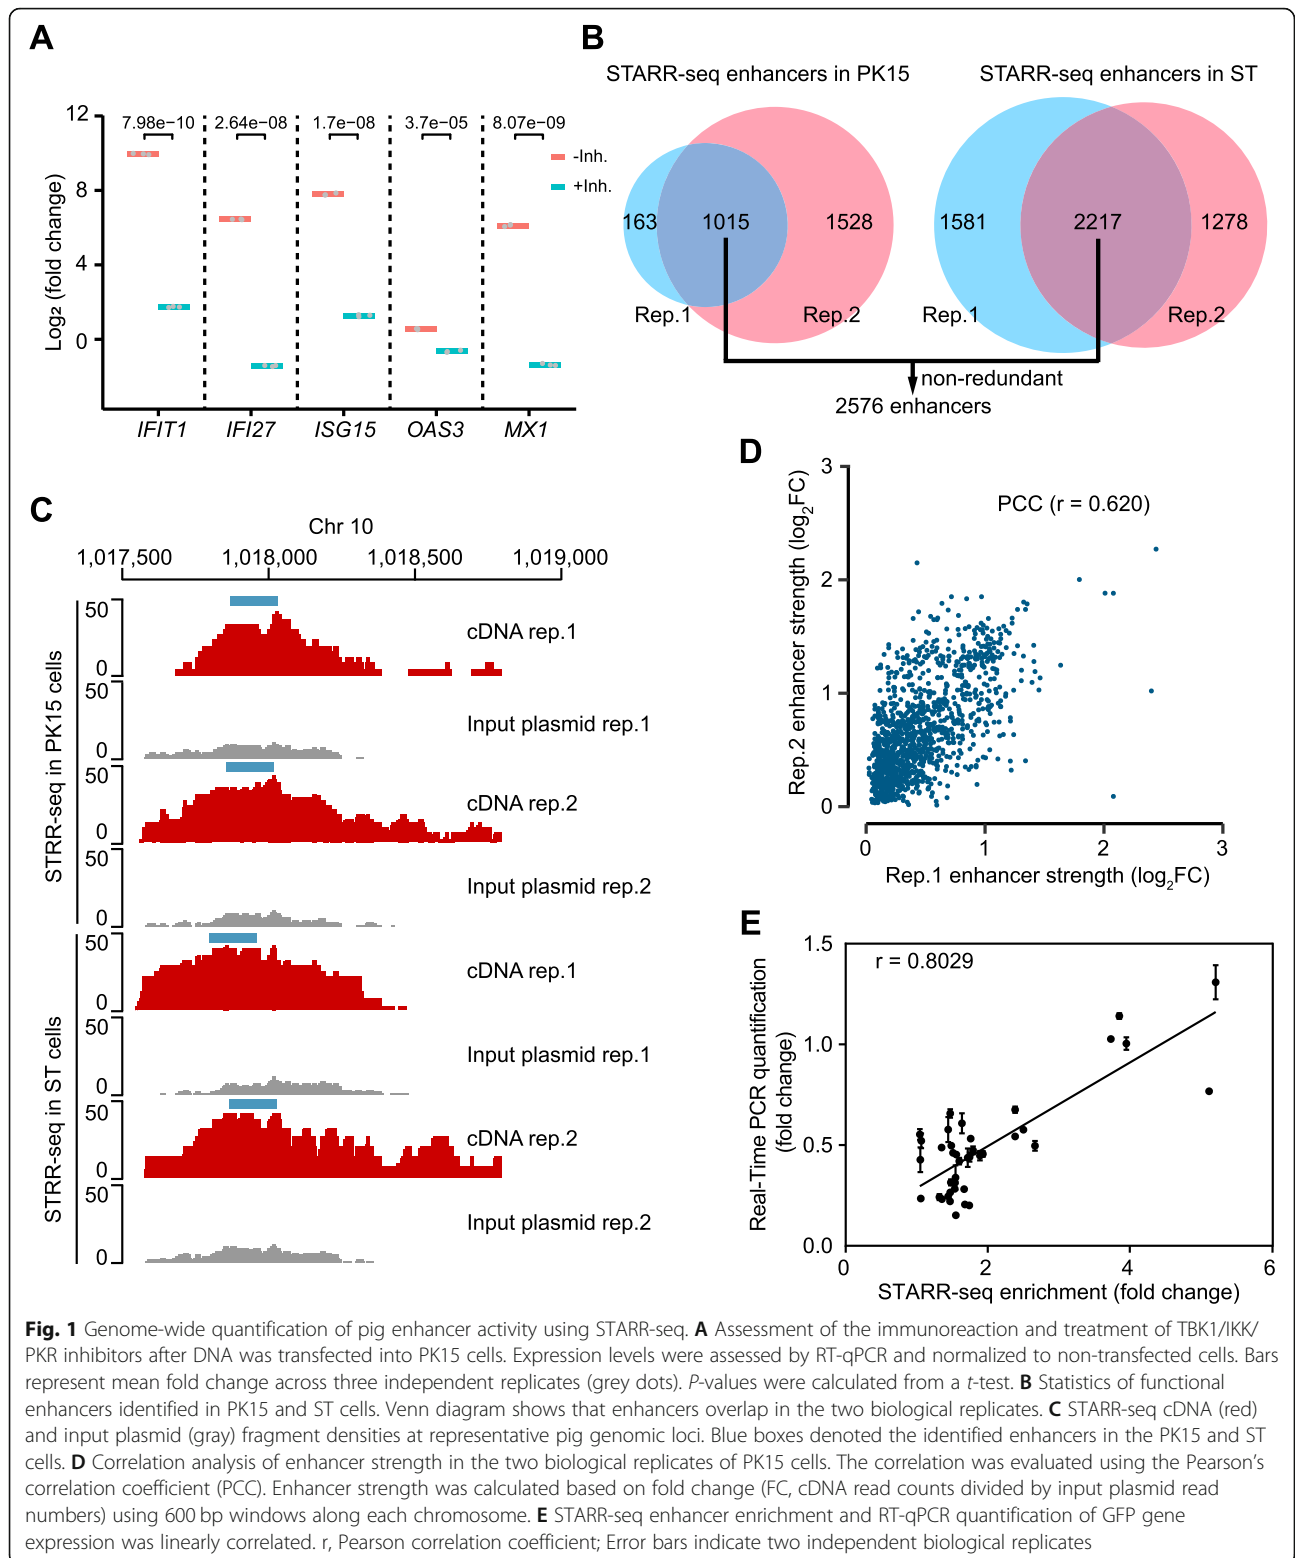 A
12
8
4
0
Log₂ (fold change)
7.98e−10
2.64e−08
1.7e−08
3.7e−05
8.07e−09
-Inh.
+Inh.
IFIT1
IFI27
ISG15
OAS3
MX1
B
STARR-seq enhancers in PK15
STARR-seq enhancers in ST
163
1015
1528
Rep.1
Rep.2
1581
2217
1278
Rep.1
Rep.2
non-redundant
2576 enhancers
C
Chr 10
1,017,500
1,018,000
1,018,500
1,019,000
STRR-seq in PK15 cells
50
0
cDNA rep.1
50
0
Input plasmid rep.1
50
0
cDNA rep.2
50
0
Input plasmid rep.2
STRR-seq in ST cells
50
0
cDNA rep.1
50
0
Input plasmid rep.1
50
0
cDNA rep.2
50
0
Input plasmid rep.2
D
3
2
1
0
Rep.2 enhancer strength (log₂FC)
PCC (r = 0.620)
0
1
2
3
Rep.1 enhancer strength (log₂FC)
E
1.5
1.0
0.5
0.0
Real-Time PCR quantification
(fold change)
r = 0.8029
0
2
4
6
STARR-seq enrichment (fold change)
Fig. 1 Genome-wide quantification of pig enhancer activity using STARR-seq. A Assessment of the immunoreaction and treatment of TBK1/IKK/
PKR inhibitors after DNA was transfected into PK15 cells. Expression levels were assessed by RT-qPCR and normalized to non-transfected cells. Bars
represent mean fold change across three independent replicates (grey dots). P-values were calculated from a t-test. B Statistics of functional
enhancers identified in PK15 and ST cells. Venn diagram shows that enhancers overlap in the two biological replicates. C STARR-seq cDNA (red)
and input plasmid (gray) fragment densities at representative pig genomic loci. Blue boxes denoted the identified enhancers in the PK15 and ST
cells. D Correlation analysis of enhancer strength in the two biological replicates of PK15 cells. The correlation was evaluated using the Pearson's
correlation coefficient (PCC). Enhancer strength was calculated based on fold change (FC, cDNA read counts divided by input plasmid read
numbers) using 600 bp windows along each chromosome. E STARR-seq enhancer enrichment and RT-qPCR quantification of GFP gene
expression was linearly correlated. r, Pearson correlation coefficient; Error bars indicate two independent biological replicates